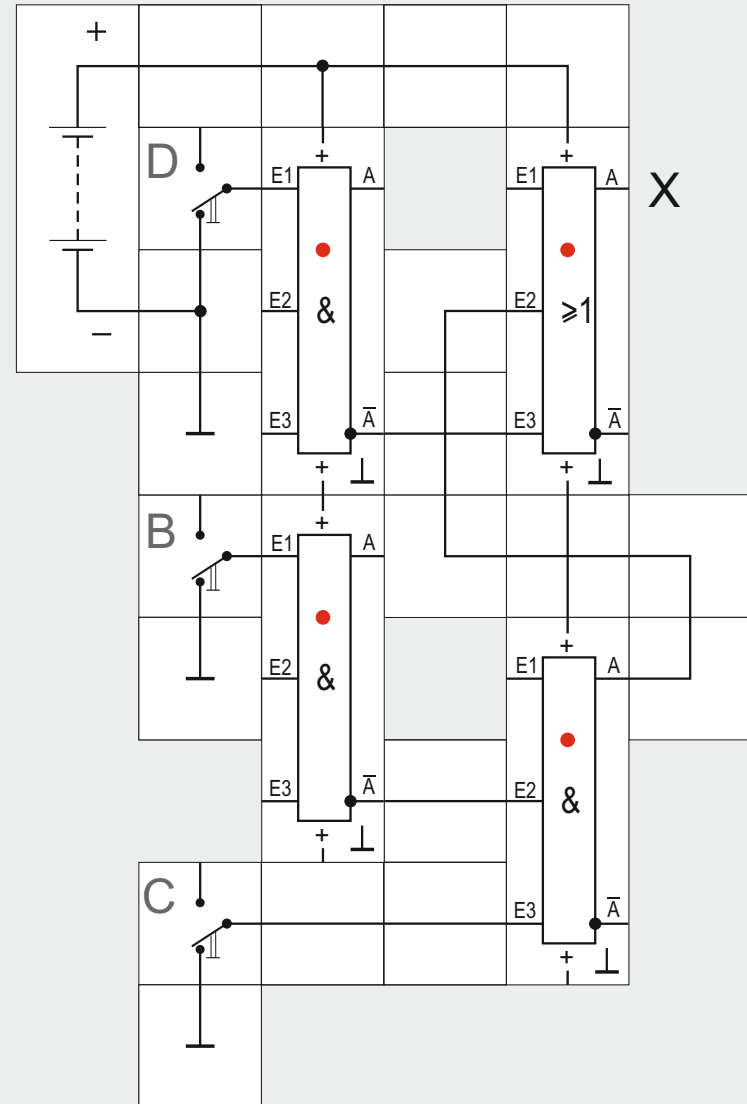 +
D
+
+
E1
A
E1
A
X
E2
&
E2
≥1
–
E3
A̅
E3
A̅
+
+
+
B
E1
A
E2
&
+
E1
A
E3
A̅
E2
&
+
C
E3
A̅
+